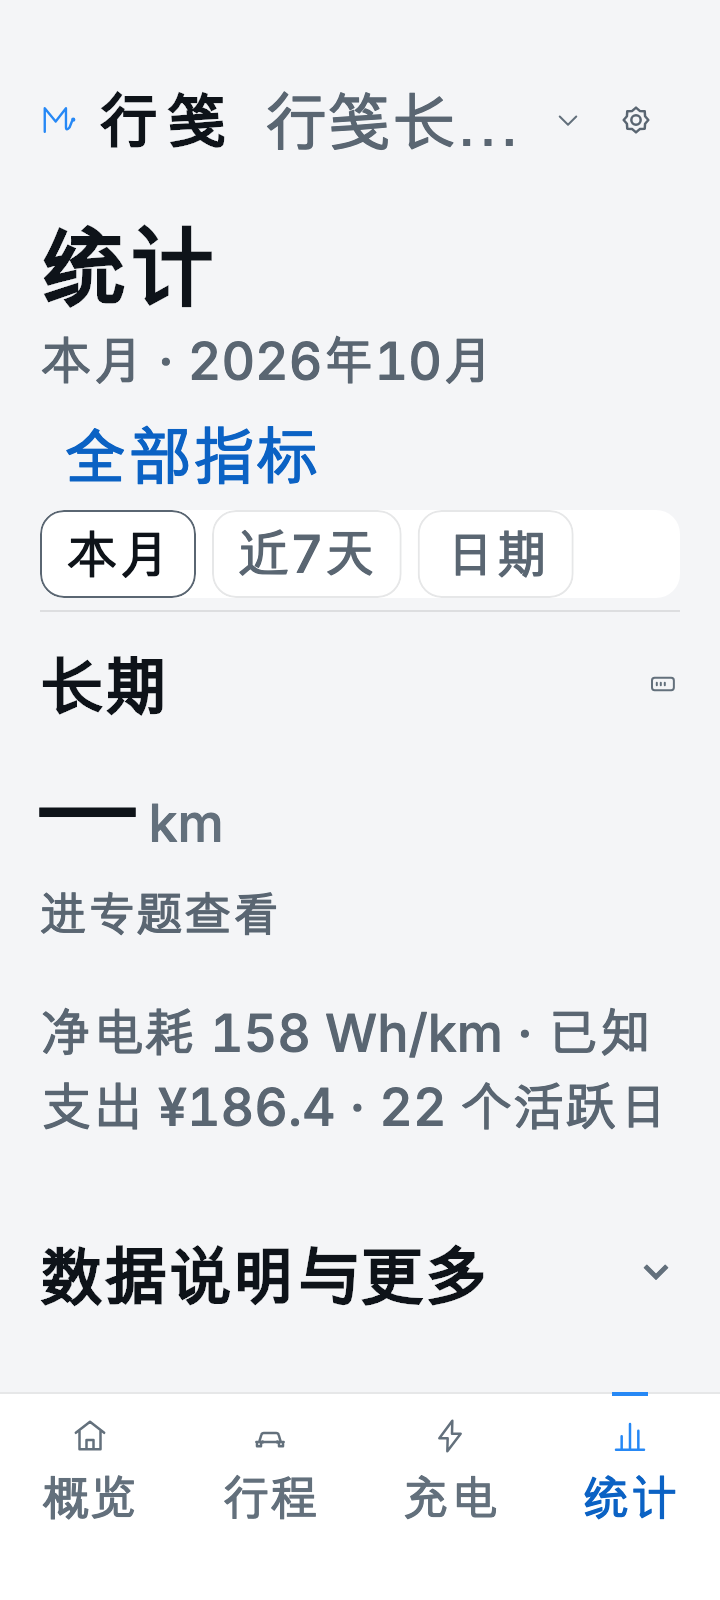 行笺 行笺长...
统计
本月 · 2026年10月
全部指标
本月 近7天 日期
长期
— km
进专题查看
净电耗 158 Wh/km · 已知
支出 ¥186.4 · 22 个活跃日
数据说明与更多
概览 行程 充电 统计